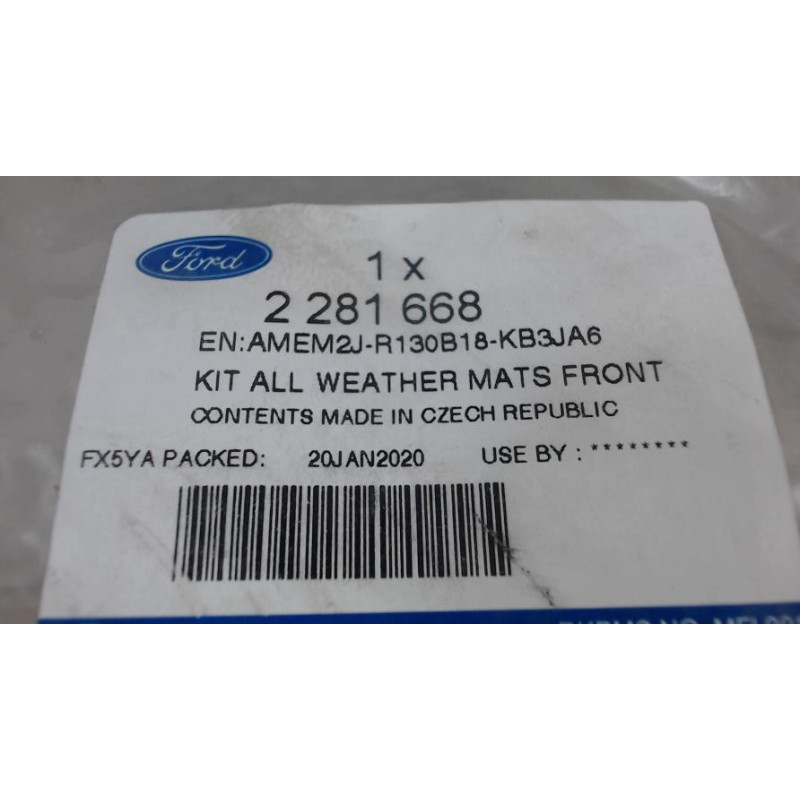 Ford
1 x
2 281 668
EN:AMEM2J-R130B18-KB3JA6
KIT ALL WEATHER MATS FRONT
CONTENTS MADE IN CZECH REPUBLIC
FX5YA PACKED: 20JAN2020 USE BY : ********